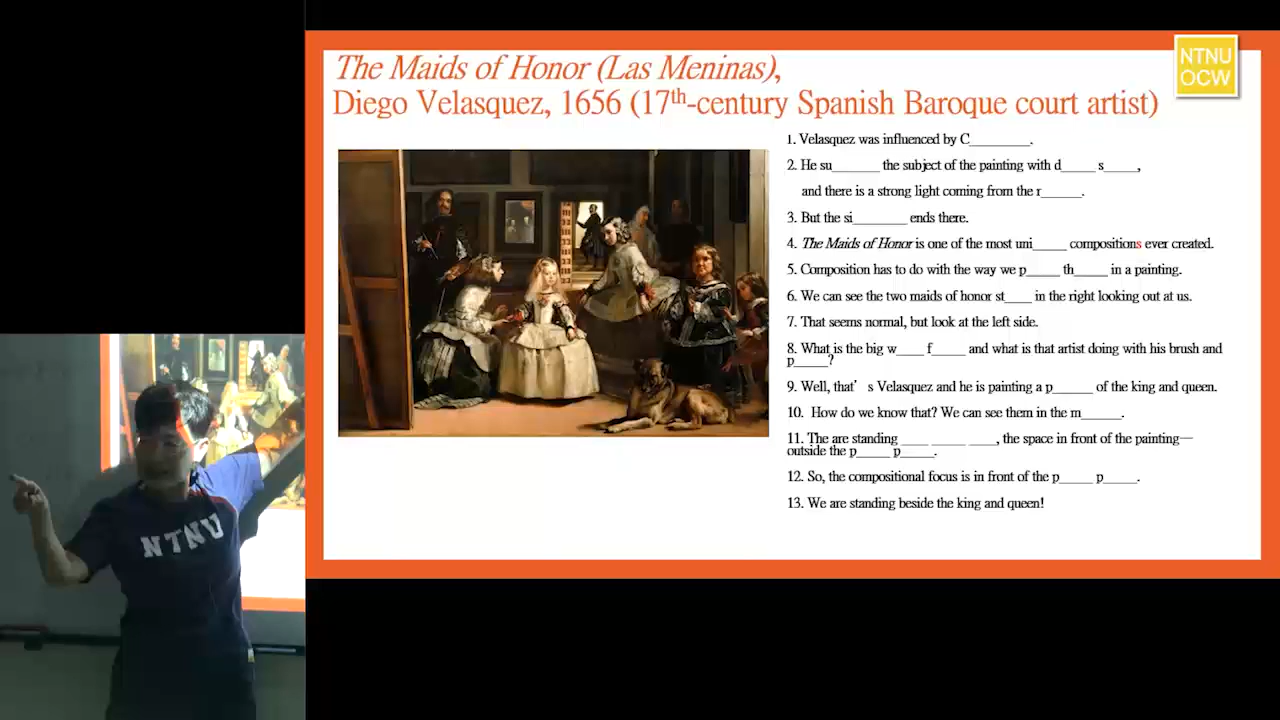 NTNU
OCW
The Maids of Honor (Las Meninas),
Diego Velasquez, 1656 (17th-century Spanish Baroque court artist)
1. Velasquez was influenced by C_________.
2. He su_______ the subject of the painting with d_____ s_____,
and there is a strong light coming from the r______.
3. But the si________ ends there.
4. The Maids of Honor is one of the most uni_____ compositions ever created.
5. Composition has to do with the way we p_____ th_____ in a painting.
6. We can see the two maids of honor st____ in the right looking out at us.
7. That seems normal, but look at the left side.
8. What is the big w____ f_____ and what is that artist doing with his brush and
p_____?
9. Well, that's Velasquez and he is painting a p______ of the king and queen.
10. How do we know that? We can see them in the m______.
11. The are standing ____ _____ ____, the space in front of the painting—
outside the p_____ p_____.
12. So, the compositional focus is in front of the p_____ p_____.
13. We are standing beside the king and queen!
NTNU